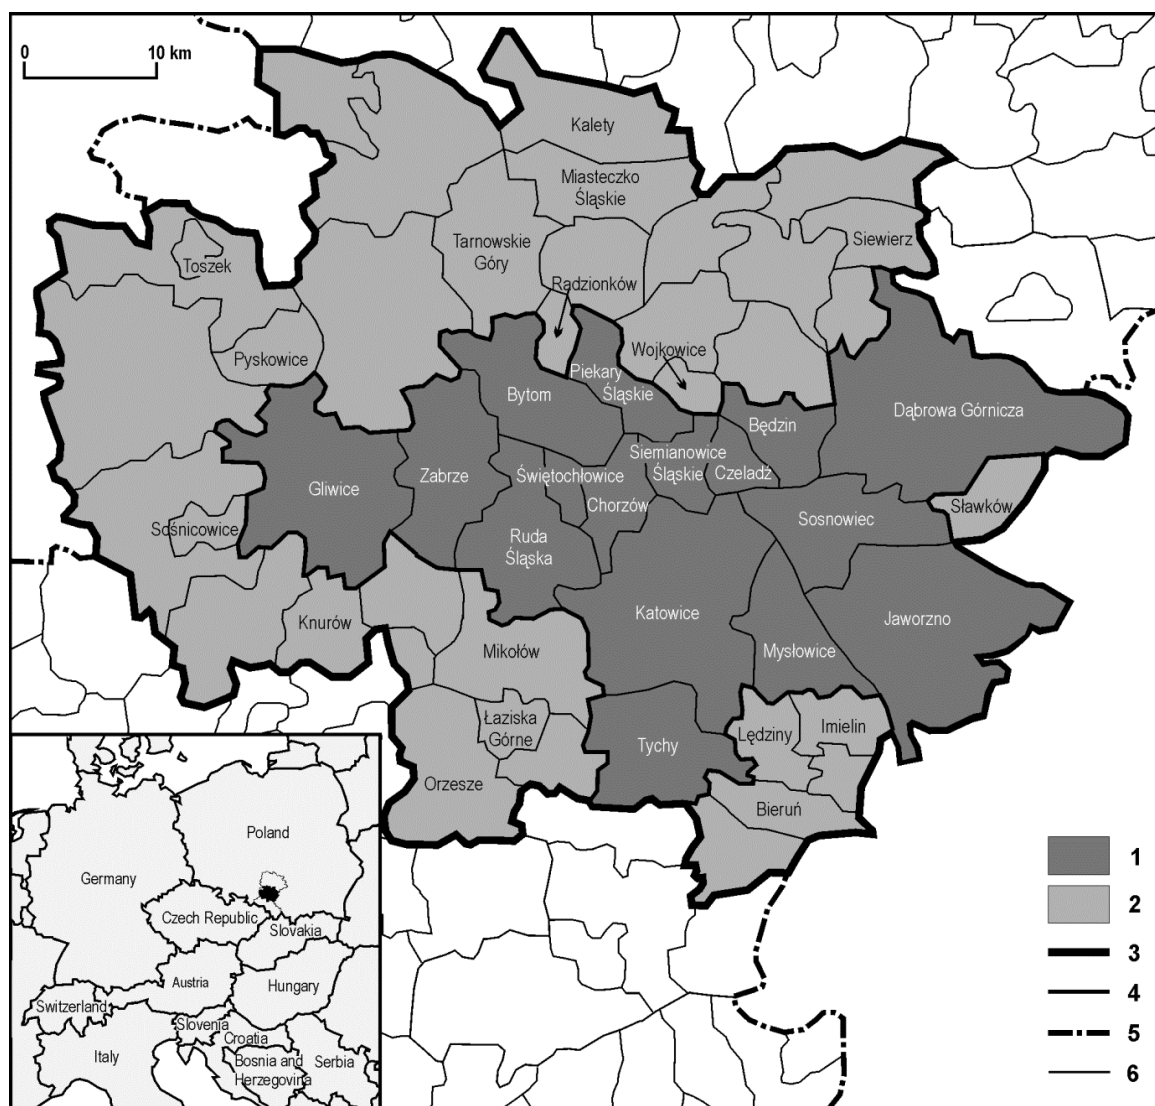 0 10 km
Kalety
Miasteczko
Śląskie
Tarnowskie
Góry
Siewierz
Toszek
Radzionków
Pyskowice
Wojkowice
Piekary
Śląskie
Bytom
Dąbrowa Górnicza
Będzin
Siemianowice
Śląskie
Czeladź
Świętochłowice
Zabrze
Gliwice
Chorzów
Sławków
Sosnowiec
Sośnicowice
Ruda
Śląska
Katowice
Jaworzno
Knurów
Mikołów
Mysłowice
Łaziska
Górne
Tychy
Lędziny
Imielin
Orzesze
Bieruń
Poland
Germany
Czech Republic
Slovakia
Austria
Hungary
Switzerland
Slovenia
Croatia
Italy
Bosnia and
Herzegovina
Serbia
1
2
3
4
5
6